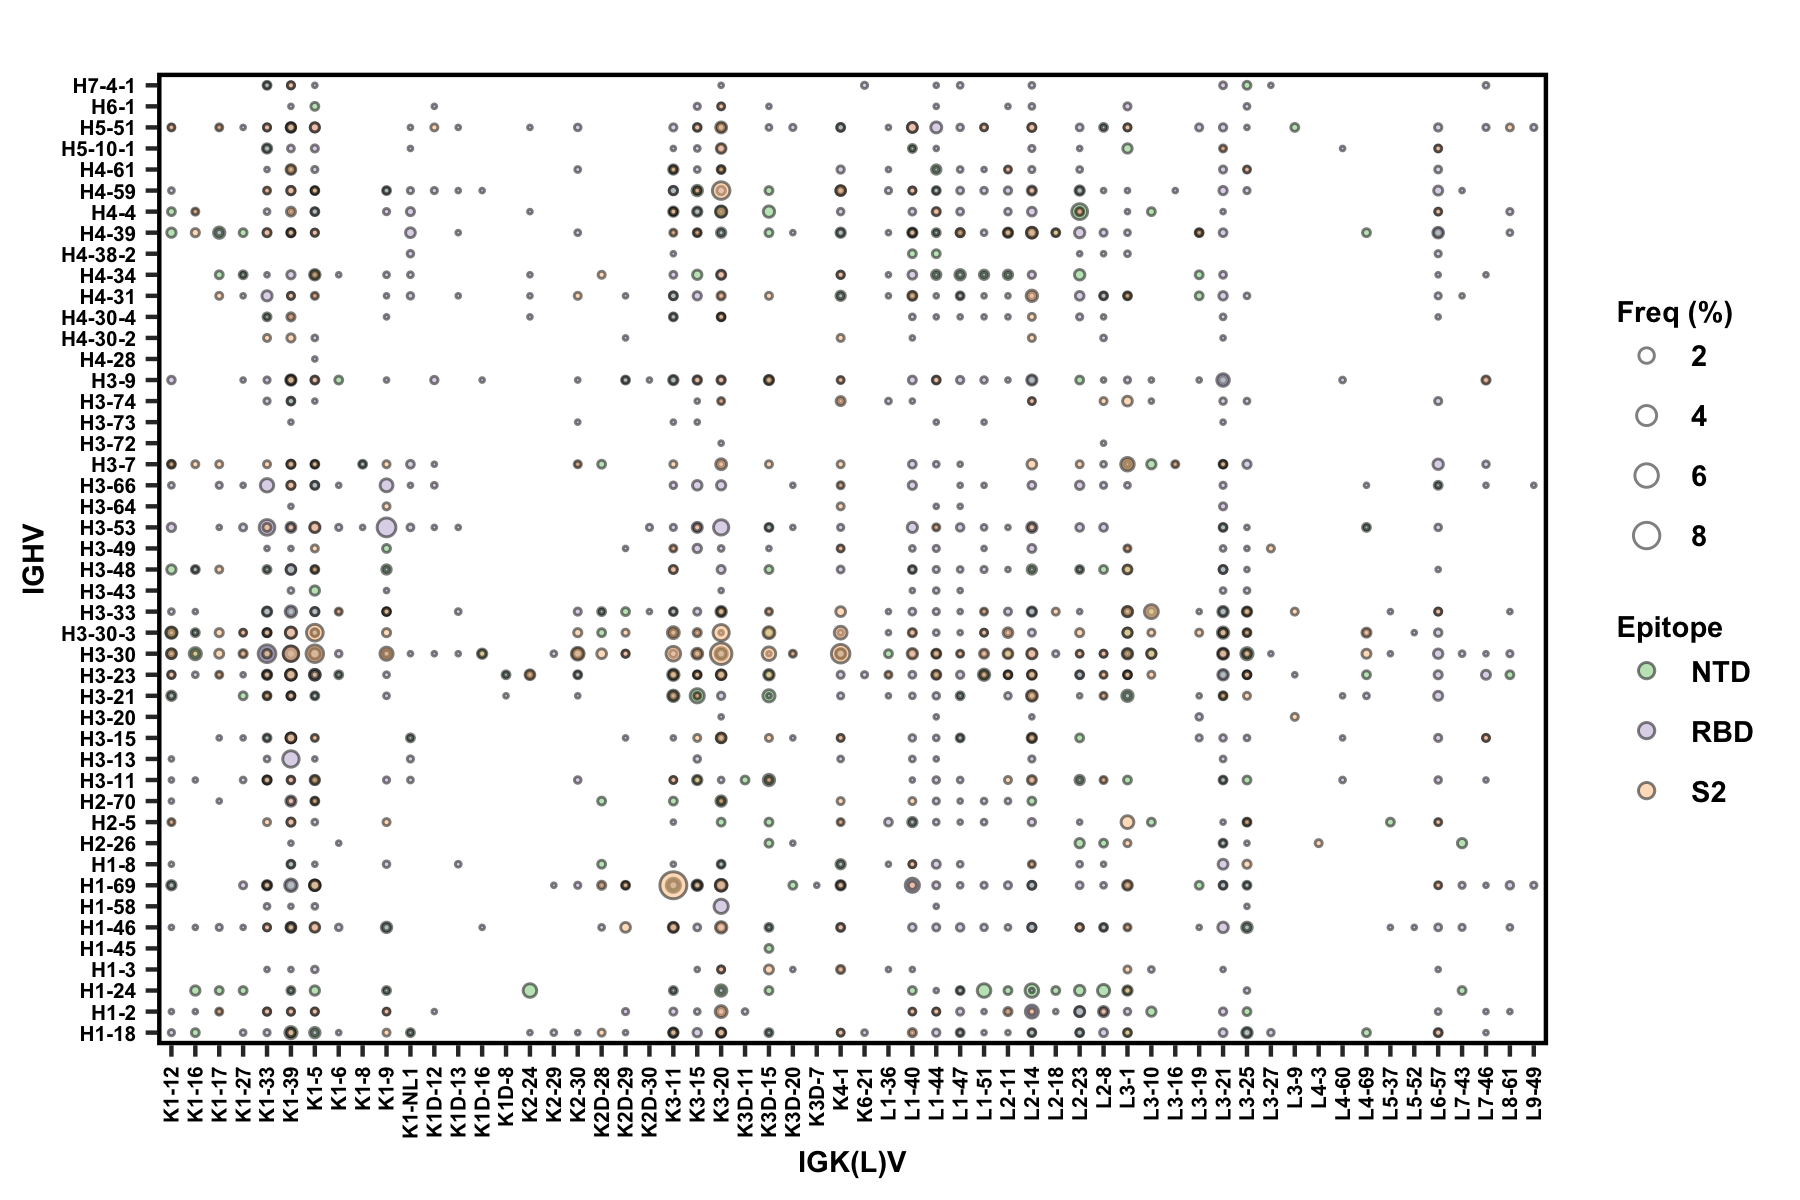 H7-4-1
H6-1
H5-51
H5-10-1
H4-61
H4-59
H4-4
H4-39
H4-38-2
H4-34
H4-31
H4-30-4
H4-30-2
H4-28
H3-9
H3-74
H3-73
H3-72
H3-7
H3-66
H3-64
H3-53
H3-49
H3-48
H3-43
H3-33
H3-30-3
H3-30
H3-23
H3-21
H3-20
H3-15
H3-13
H3-11
H2-70
H2-5
H2-26
H1-8
H1-69
H1-58
H1-46
H1-45
H1-3
H1-24
H1-2
H1-18
IGHV
K1-12
K1-16
K1-17
K1-27
K1-33
K1-39
K1-5
K1-6
K1-8
K1-9
K1-NL1
K1D-12
K1D-13
K1D-16
K1D-8
K2-24
K2-29
K2-30
K2D-28
K2D-29
K2D-30
K3-11
K3-15
K3-20
K3D-11
K3D-15
K3D-20
K3D-7
K4-1
K6-21
L1-36
L1-40
L1-44
L1-47
L1-51
L2-11
L2-14
L2-18
L2-23
L2-8
L3-1
L3-10
L3-16
L3-19
L3-21
L3-25
L3-27
L3-9
L4-3
L4-60
L4-69
L5-37
L5-52
L6-57
L7-43
L7-46
L8-61
L9-49
IGK(L)V
Freq (%)
2
4
6
8
Epitope
NTD
RBD
S2